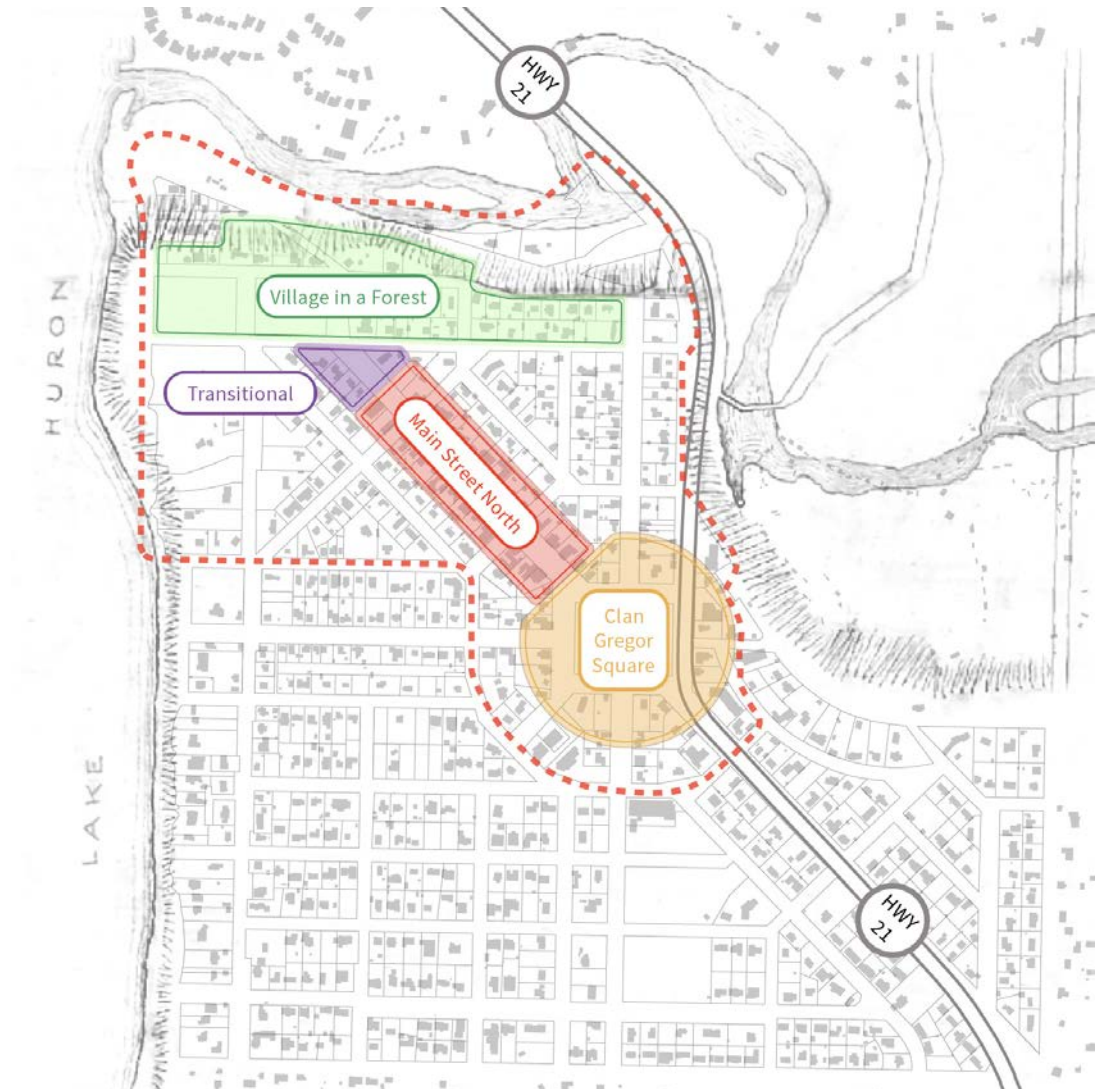 HWY
21
Village in a Forest
Transitional
Main Street North
Clan
Gregor
Square
LAKE HURON
HWY
21